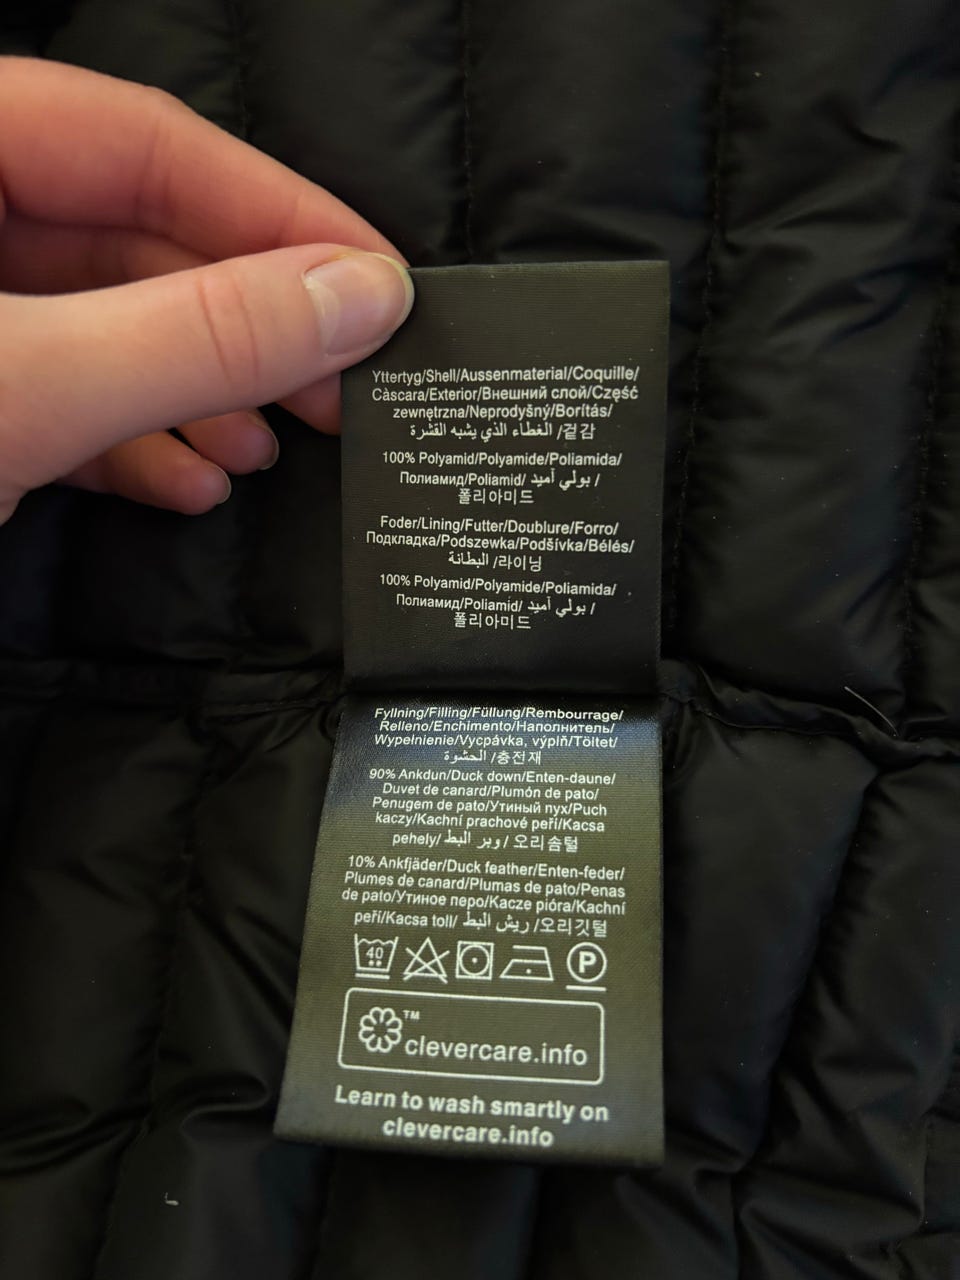 Yttertyg/Shell/Aussenmaterial/Coquille/
Càscara/Exterior/Внешний слой/Część
zewnętrzna/Neprodyšný/Borítás/
الغطاء الذي يشبه القشرة /겉감
100% Polyamid/Polyamide/Poliamida/
Полиамид/Poliamid/ بولي أميد /
폴리아미드
Foder/Lining/Futter/Doublure/Forro/
Подкладка/Podszewka/Podšívka/Bélés/
البطانة /라이닝
100% Polyamid/Polyamide/Poliamida/
Полиамид/Poliamid/ بولي أميد /
폴리아미드
Fyllning/Filling/Füllung/Rembourrage/
Relleno/Enchimento/Наполнитель/
Wypełnienie/Vycpávka, výplň/Töltet/
الحشوة /충전재
90% Ankdun/Duck down/Enten-daune/
Duvet de canard/Plumón de pato/
Penugem de pato/Утиный пух/Puch
kaczy/Kachní prachové peří/Kacsa
pehely/ وبر البط / 오리솜털
10% Ankfjäder/Duck feather/Enten-feder/
Plumes de canard/Plumas de pato/Penas
de pato/Утиное перо/Kacze pióra/Kachní
peří/Kacsa toll/ ريش البط /오리깃털
40 P
™
clevercare.info
Learn to wash smartly on
clevercare.info